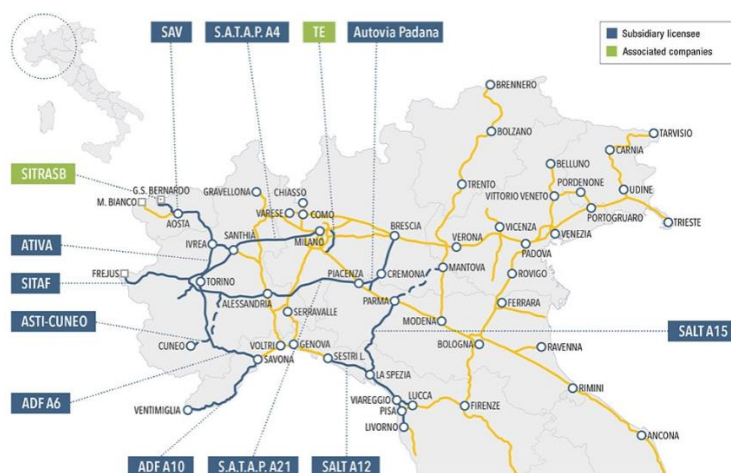 SAV
S.A.T.A.P. A4
TE
Autovia Padana
Subsidiary licensee
Associated companies
BRENNERO
BOLZANO
TARVISIO
CARNIA
BELLUNO
SITRASB
G.S. BERNARDO
M. BIANCO
GRAVELLONA
CHIASSO
TRENTO
VITTORIO VENETO
PORDENONE
UDINE
AOSTA
VARESE
COMO
PORTOGRUARO
TRIESTE
BRESCIA
VERONA
VICENZA
VENEZIA
ATIVA
IVREA
SANTHIA
MILANO
PADOVA
FREJUS
SITAF
TORINO
PIACENZA
CREMONA
MANTOVA
ROVIGO
ALESSANDRIA
PARMA
FERRARA
ASTI-CUNEO
SERRAVALLE
MODENA
SALT A15
CUNEO
VOLTRI
GENOVA
BOLOGNA
RAVENNA
SAVONA
SESTRI L.
ADF A6
LA SPEZIA
RIMINI
VENTIMIGLIA
VIAREGGIO
LUCCA
PISA
FIRENZE
LIVORNO
ANCONA
ADF A10
S.A.T.A.P. A21
SALT A12